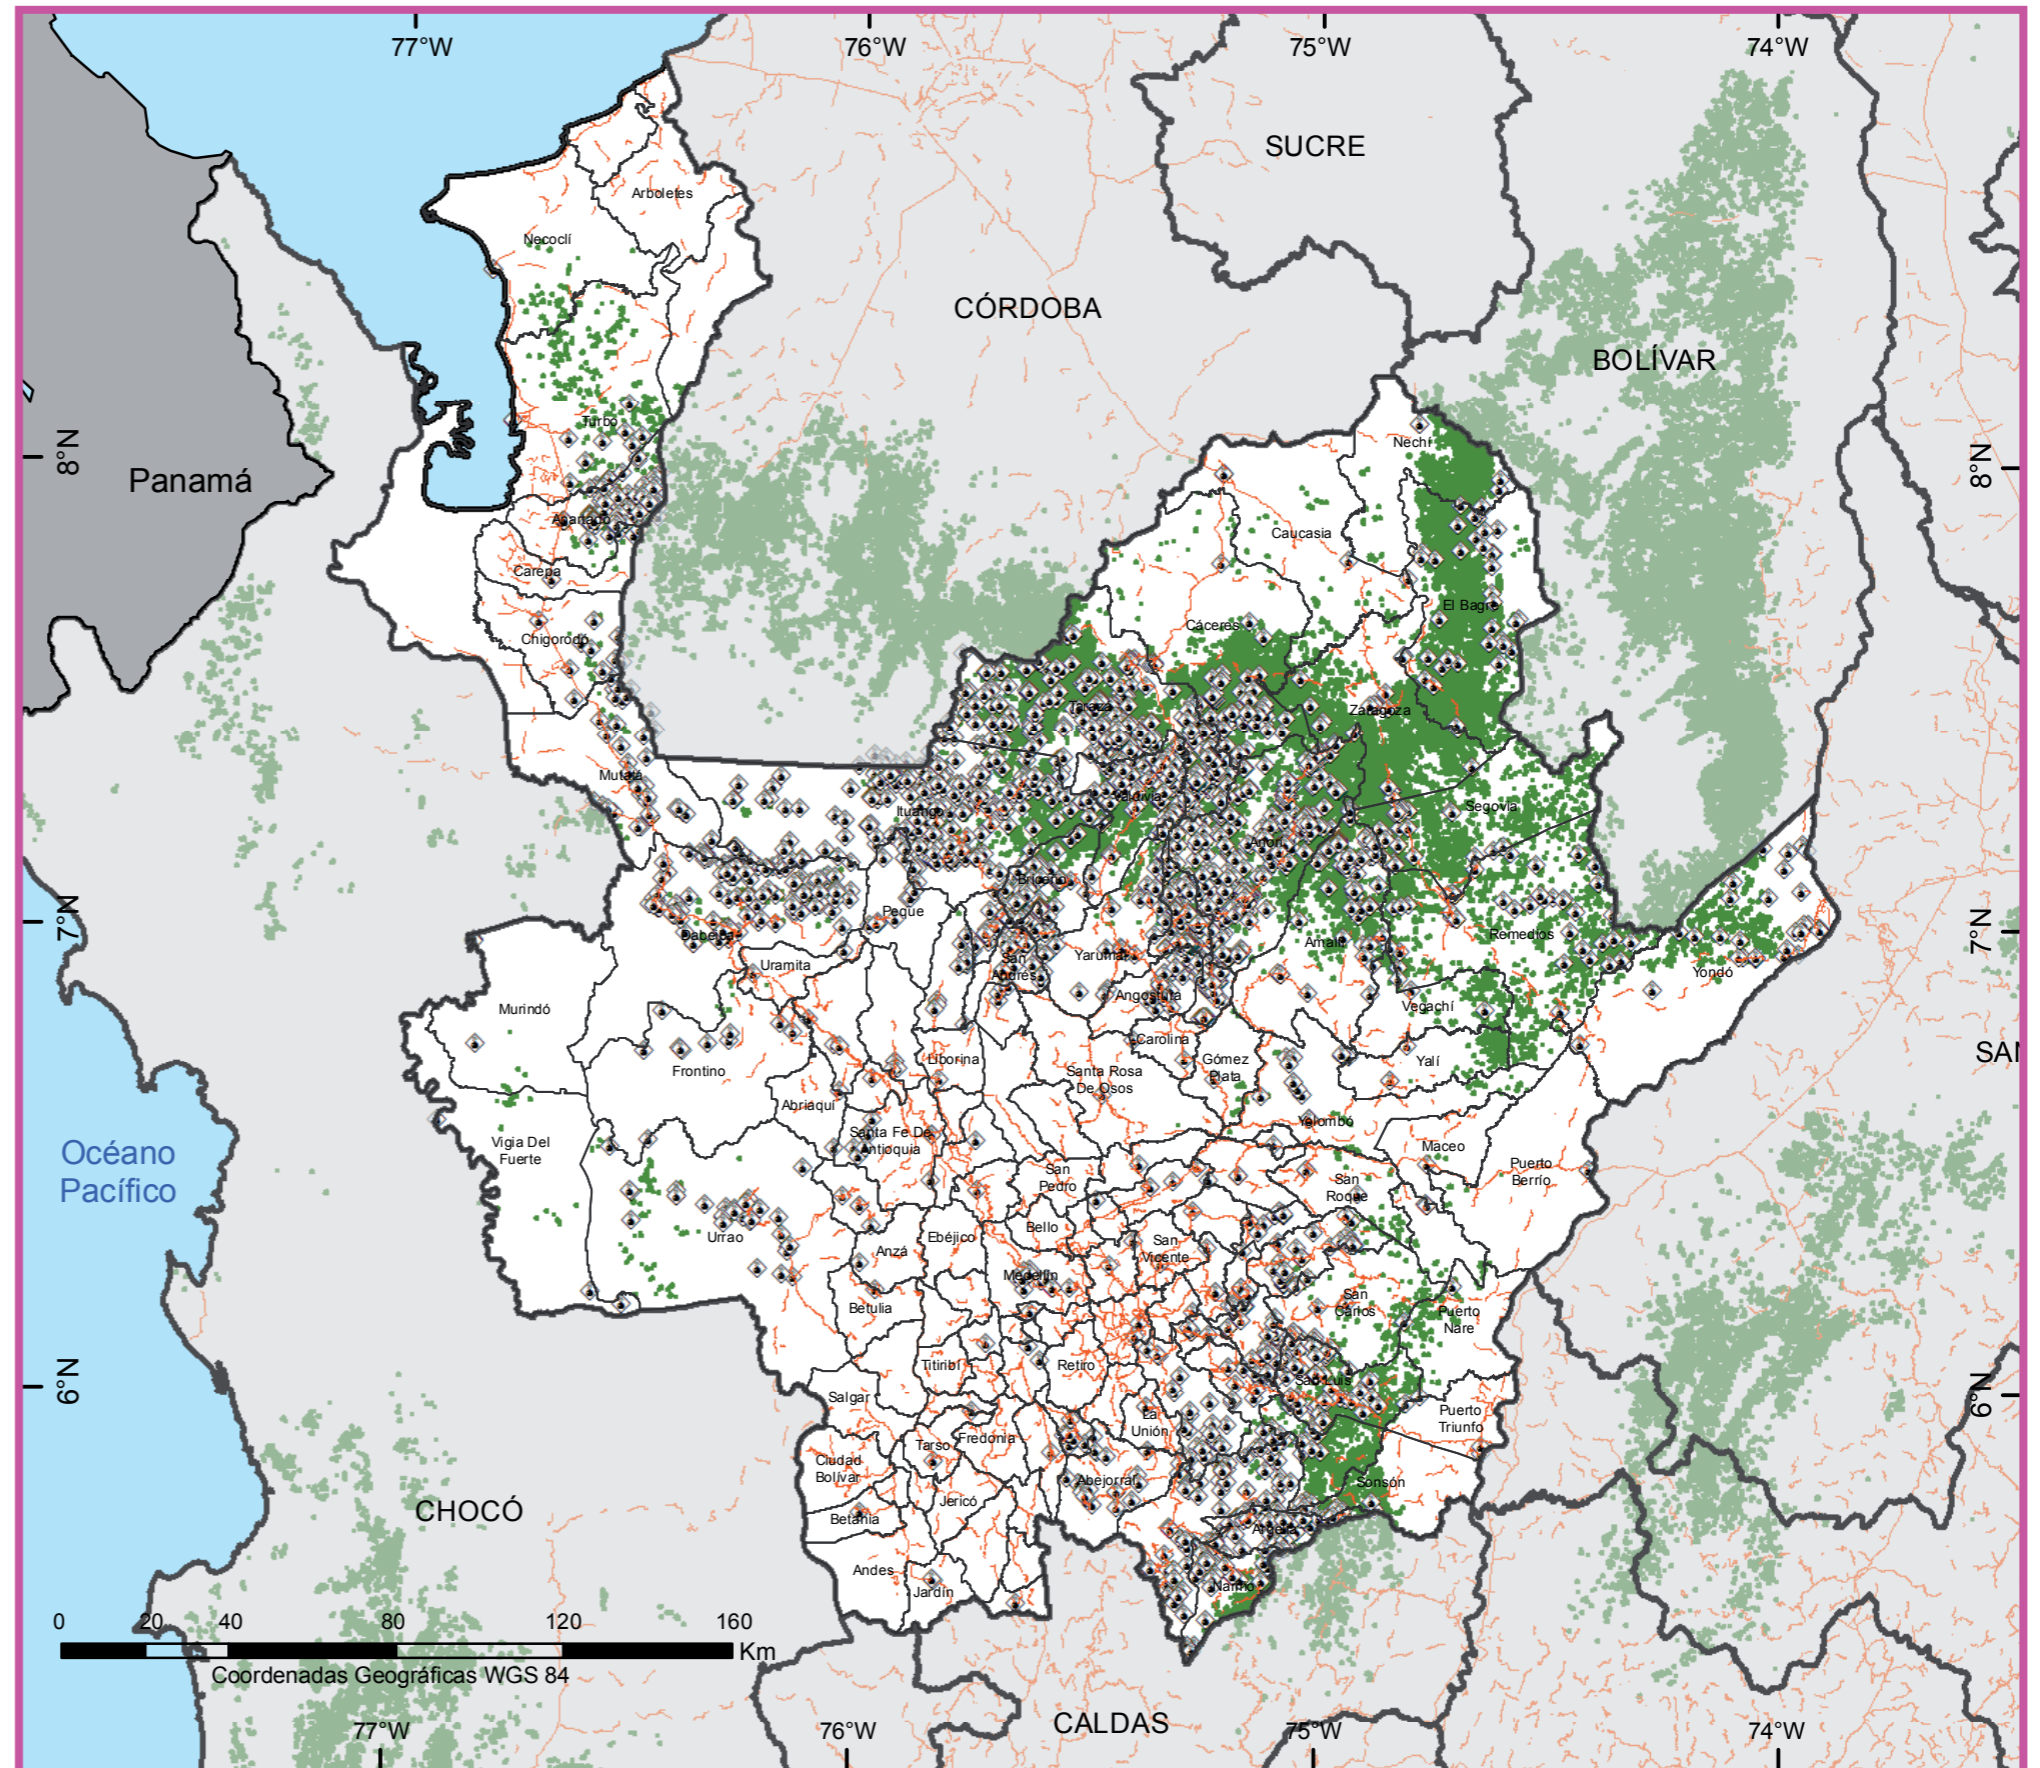 77°W
76°W
75°W
74°W
SUCRE
Arboletes
Necoclí
CÓRDOBA
BOLÍVAR
Turbo
Nechí
8°N
8°N
Panamá
Apartadó
Caucasia
Carepa
El Bagre
Cáceres
Chigorodó
Tarazá
Zaragoza
Mutatá
Valdivia
Segovia
Ituango
Anorí
Briceño
Peque
7°N
7°N
Dabeiba
Remedios
Amalfi
Yarumal
San
Andrés
Uramita
Yondó
Angostura
Vegachí
Murindó
Carolina
SAN
Liborina
Gómez
Plata
Yalí
Frontino
Santa Rosa
De Osos
Abriaquí
Yolombó
Santa Fe De
Antioquia
Maceo
Vigia Del
Fuerte
Océano
Pacífico
San
Pedro
Puerto
Berrío
San
Roque
Bello
Urrao
Ebéjico
Anzá
San
Vicente
Medellín
Betulia
San
Carlos
Puerto
Nare
Titiribí
Retiro
San Luis
6°N
6°N
Salgar
La
Unión
Puerto
Triunfo
Tarso
Fredonia
Ciudad
Bolívar
Abejorral
Sonsón
Jericó
CHOCÓ
Betania
Argelia
Andes
Jardín
Nariño
0 20 40 80 120 160
Km
Coordenadas Geográficas WGS 84
CALDAS
77°W
76°W
75°W
74°W